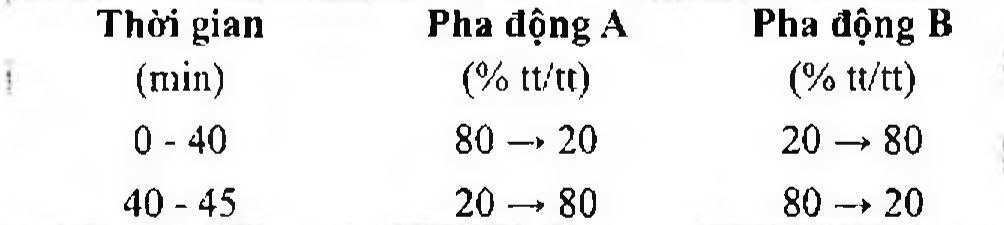 Thời gian Pha động A Pha động B
(min) (% tt/tt) (% tt/tt)
0 - 40 80 → 20 20 → 80
40 - 45 20 → 80 80 → 20